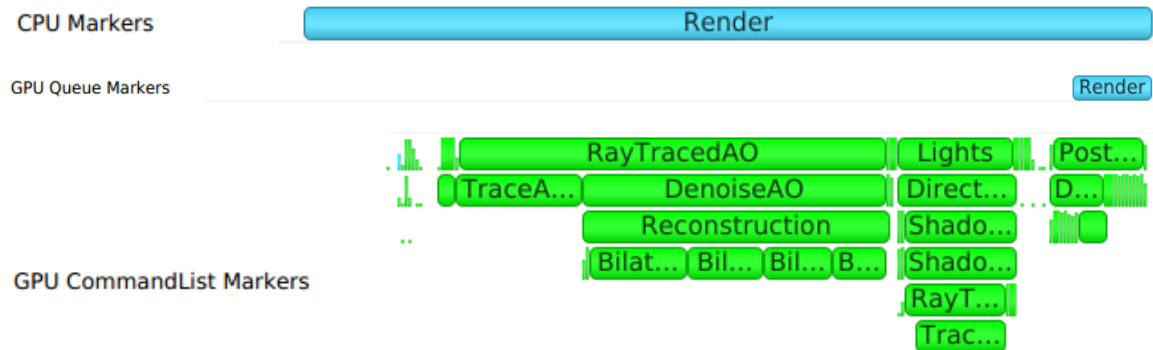 CPU Markers Render
GPU Queue Markers Render
RayTracedAO Lights Post...
TraceA... DenoiseAO Direct... D...
Reconstruction Shado...
Bilat... Bil... Bil... B... Shado...
GPU CommandList Markers
RayT...
Trac...